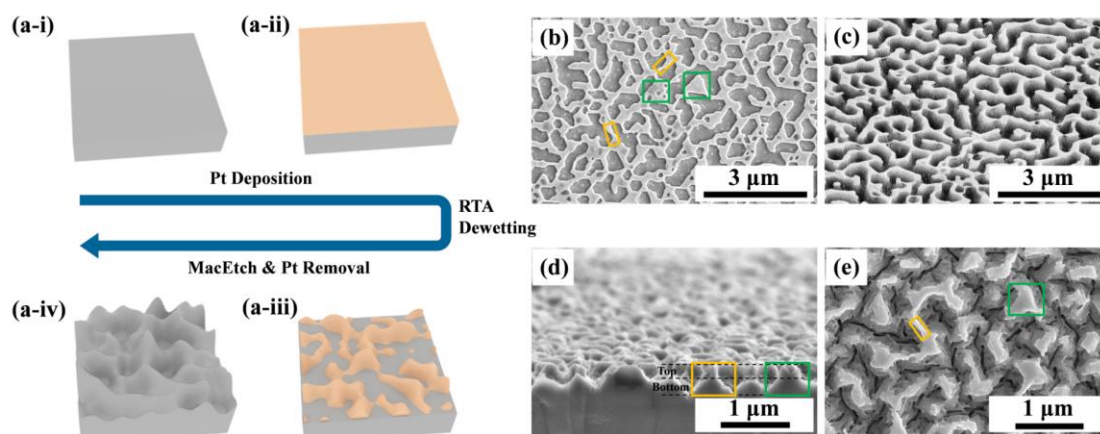 (a-i)
(a-ii)
Pt Deposition
RTA
Dewetting
MacEtch & Pt Removal
(a-iv)
(a-iii)
(b)
3 μm
(c)
3 μm
(d)
Top
Bottom
1 μm
(e)
1 μm